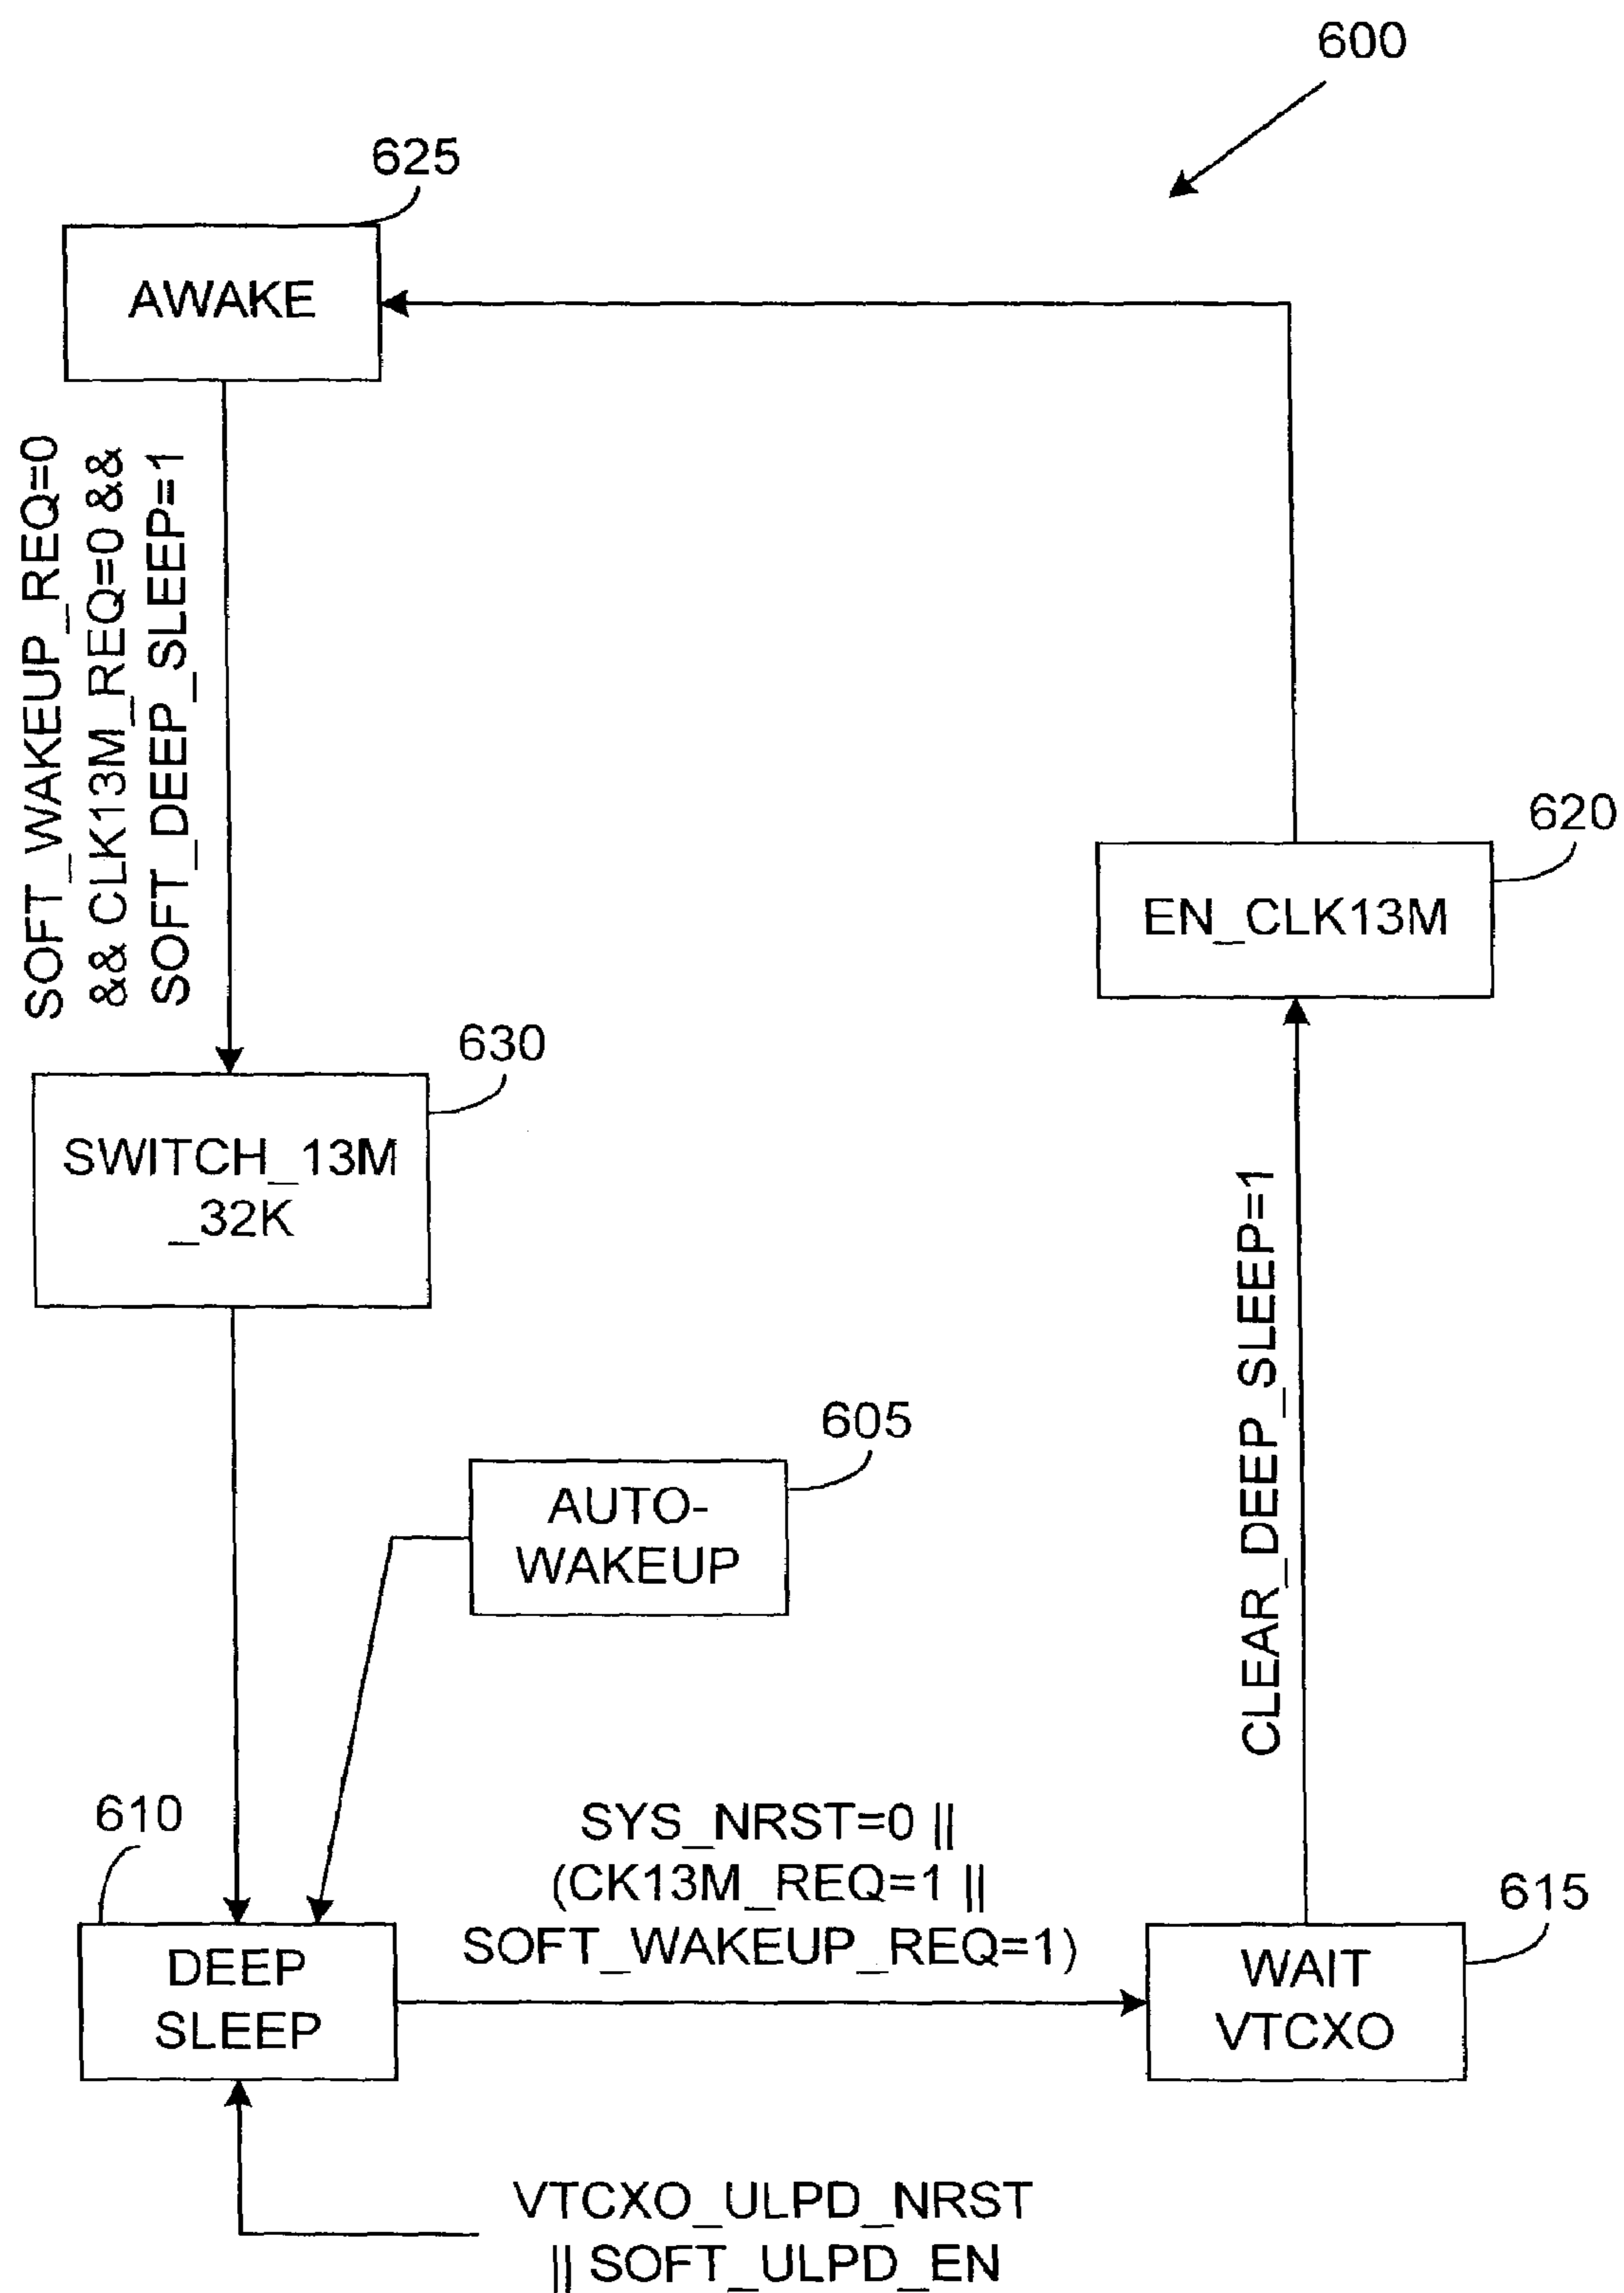 600
625
AWAKE
SOFT_WAKEUP_REQ=0
&& CLK13M_REQ=0 &&
SOFT_DEEP_SLEEP=1
620
EN_CLK13M
630
SWITCH_13M
_32K
CLEAR_DEEP_SLEEP=1
605
AUTO-
WAKEUP
610
SYS_NRST=0 ||
(CK13M_REQ=1 ||
SOFT_WAKEUP_REQ=1)
615
DEEP
SLEEP
WAIT
VTCXO
VTCXO_ULPD_NRST
|| SOFT_ULPD_EN